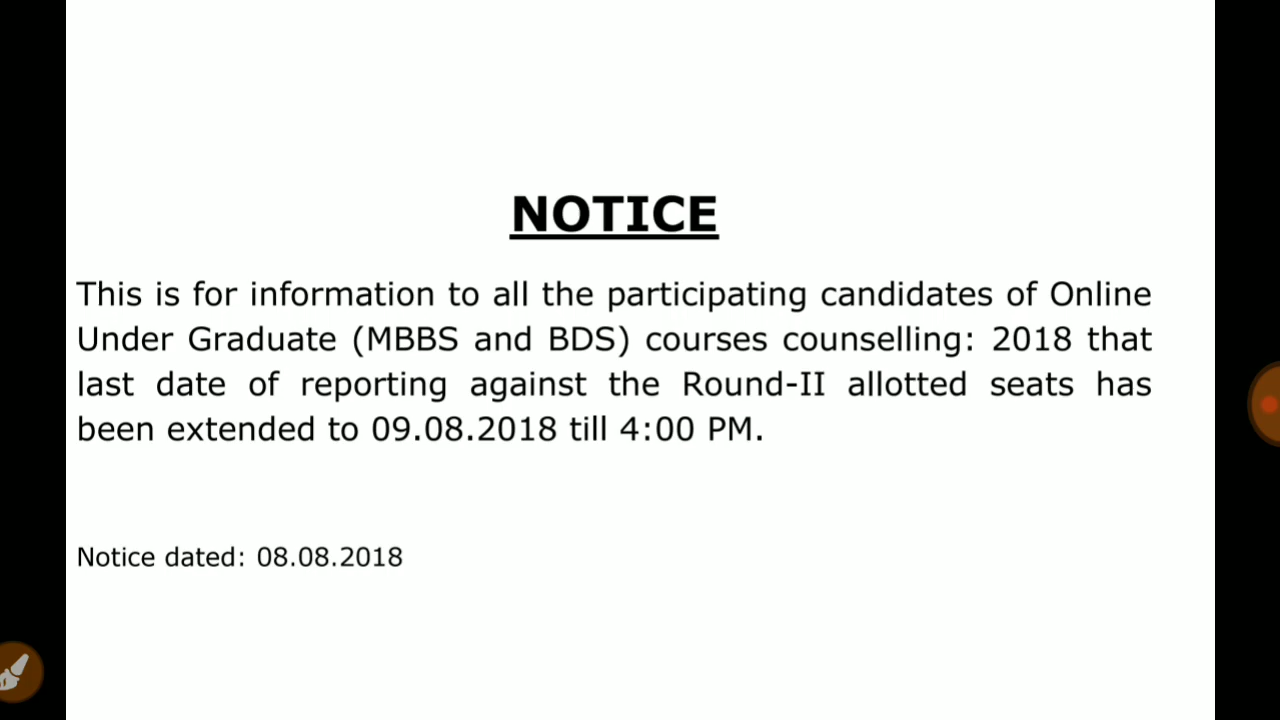 NOTICE
This is for information to all the participating candidates of Online
Under Graduate (MBBS and BDS) courses counselling: 2018 that
last date of reporting against the Round-II allotted seats has
been extended to 09.08.2018 till 4:00 PM.
Notice dated: 08.08.2018